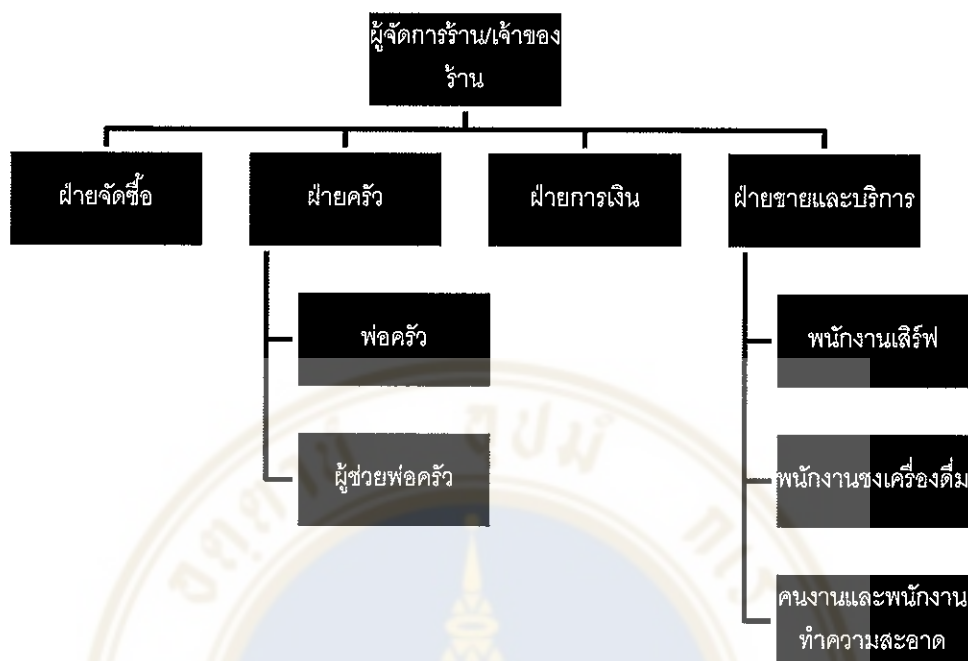 ผู้จัดการร้าน/เจ้าของ
ร้าน
ฝ่ายจัดซื้อ
ฝ่ายครัว
ฝ่ายการเงิน
ฝ่ายขายและบริการ
พ่อครัว
พนักงานเสิร์ฟ
ผู้ช่วยพ่อครัว
พนักงานชงเครื่องดื่ม
คนงานและพนักงาน
ทำความสะอาด